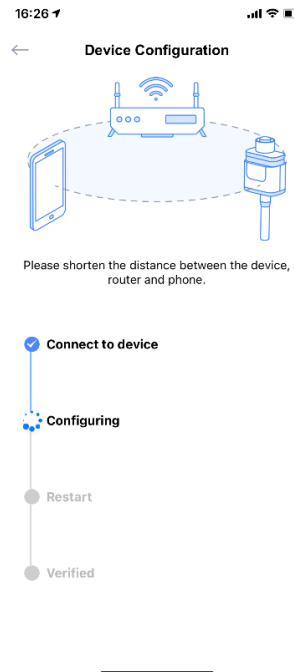 16:26
Device Configuration
Please shorten the distance between the device,
router and phone.
Connect to device
Configuring
Restart
Verified